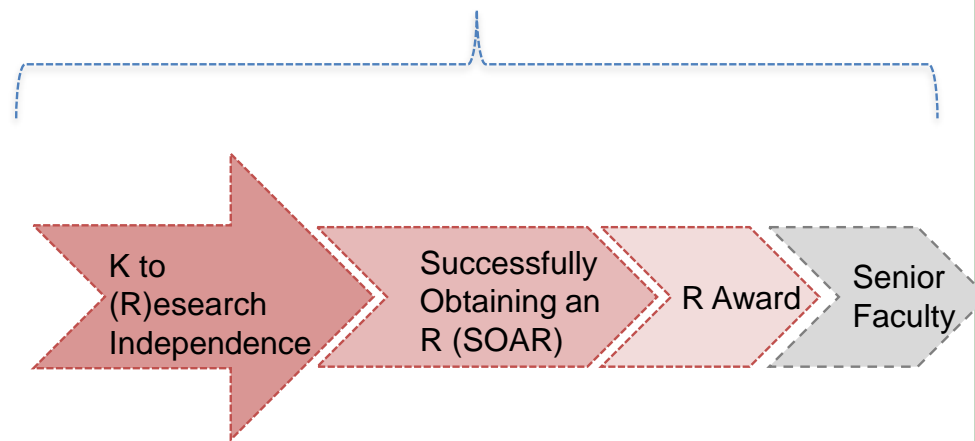 K to
(R)esearch
Independence
Successfully
Obtaining an
R (SOAR)
R Award
Senior
Faculty